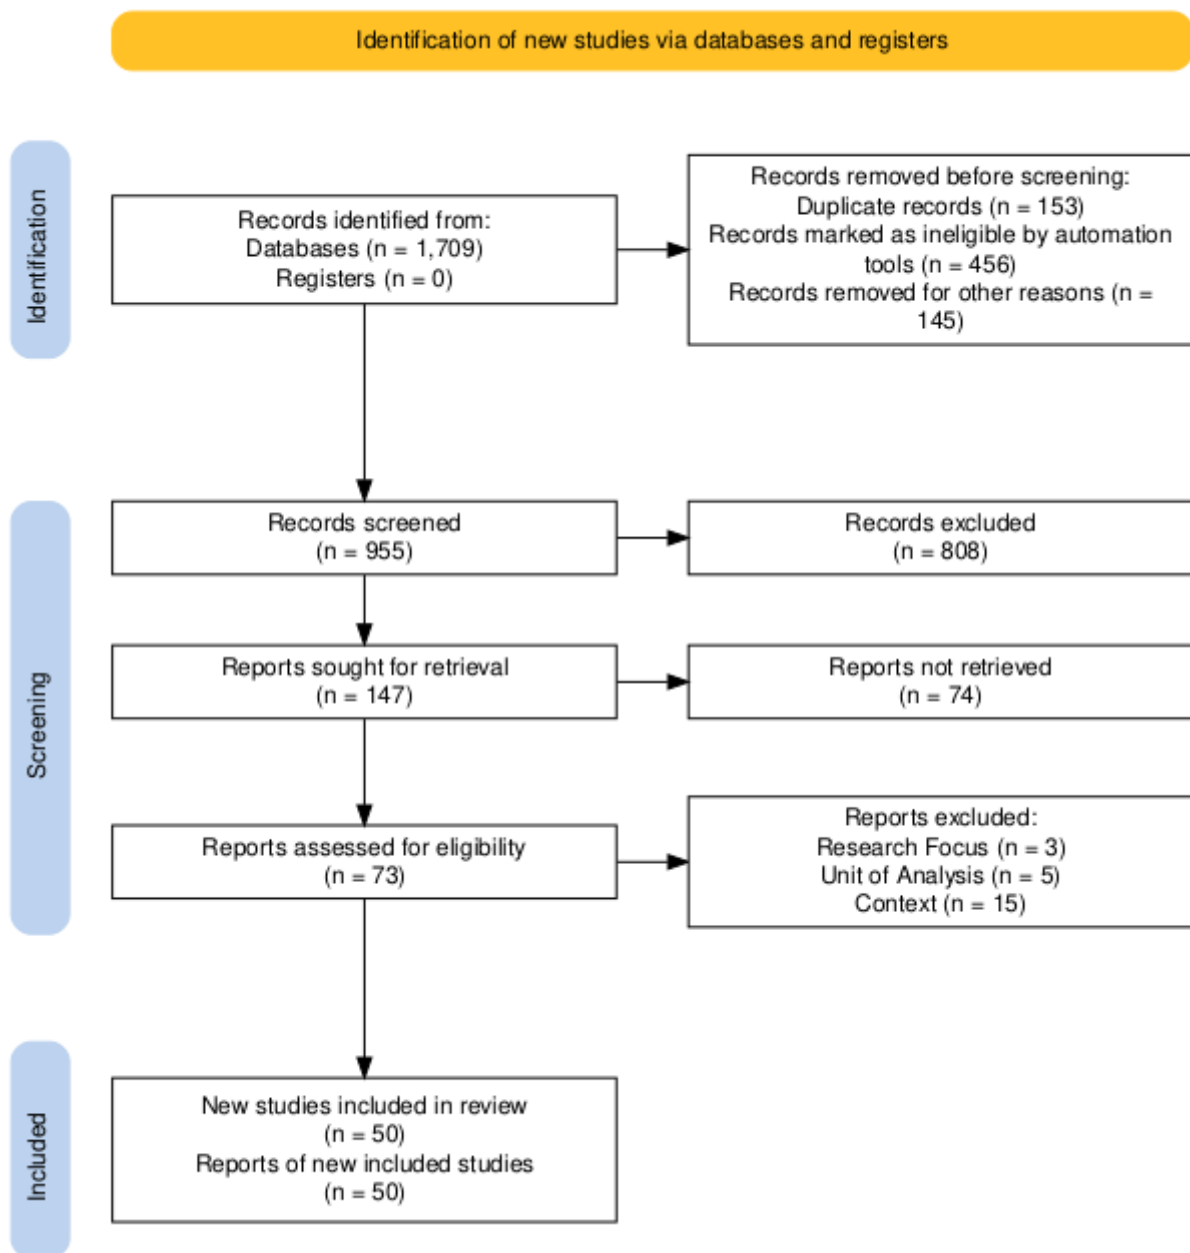 Identification of new studies via databases and registers
Identification
Records identified from:
Databases (n = 1,709)
Registers (n = 0)
Records removed before screening:
Duplicate records (n = 153)
Records marked as ineligible by automation
tools (n = 456)
Records removed for other reasons (n =
145)
Screening
Records screened
(n = 955)
Records excluded
(n = 808)
Reports sought for retrieval
(n = 147)
Reports not retrieved
(n = 74)
Reports assessed for eligibility
(n = 73)
Reports excluded:
Research Focus (n = 3)
Unit of Analysis (n = 5)
Context (n = 15)
Included
New studies included in review
(n = 50)
Reports of new included studies
(n = 50)